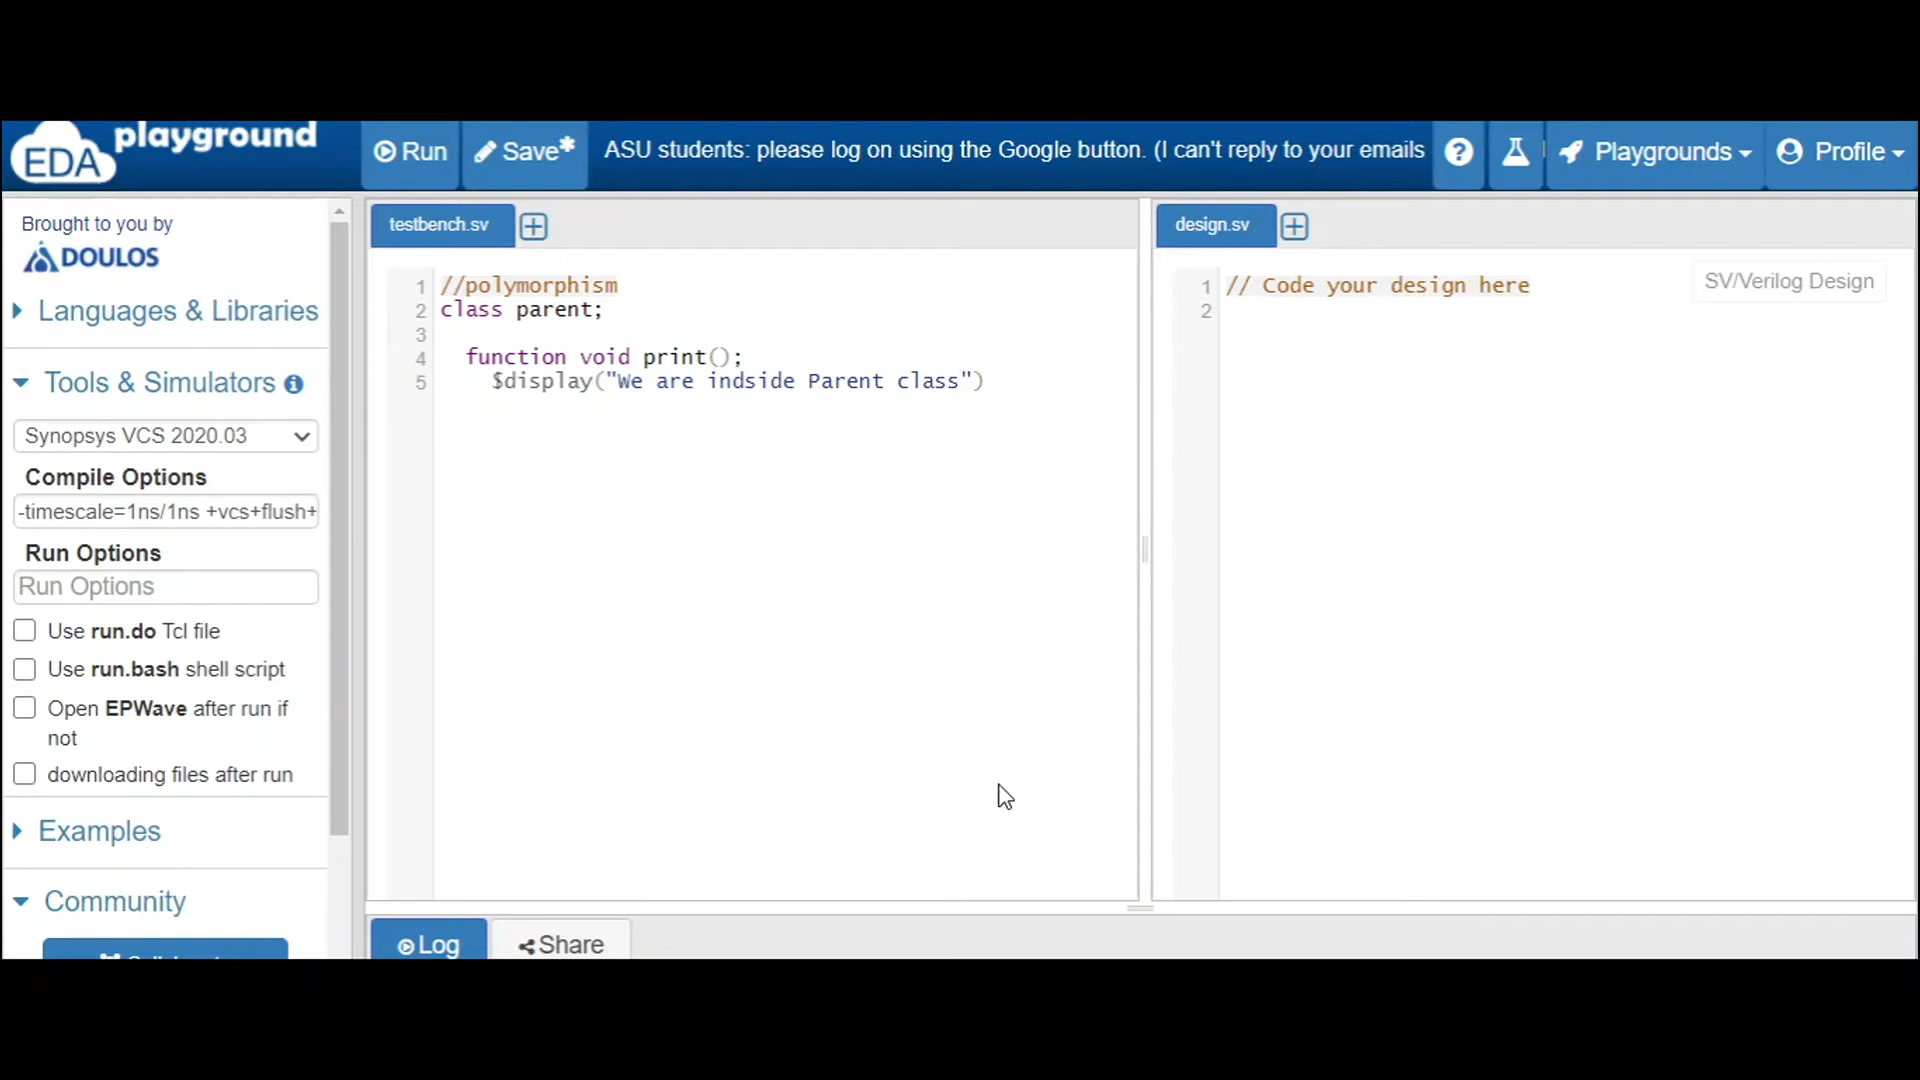 EDA playground
Run
Save*
ASU students: please log on using the Google button. (I can't reply to your emails
?
Playgrounds
Profile
Brought to you by
DOULOS
Languages & Libraries
Tools & Simulators
Synopsys VCS 2020.03
Compile Options
-timescale=1ns/1ns +vcs+flush+
Run Options
Run Options
Use run.do Tcl file
Use run.bash shell script
Open EPWave after run if
not
downloading files after run
Examples
Community
testbench.sv
1 //polymorphism
2 class parent;
3
4 function void print();
5 $display("We are indside Parent class")
design.sv
1 // Code your design here
2
SV/Verilog Design
Log
Share